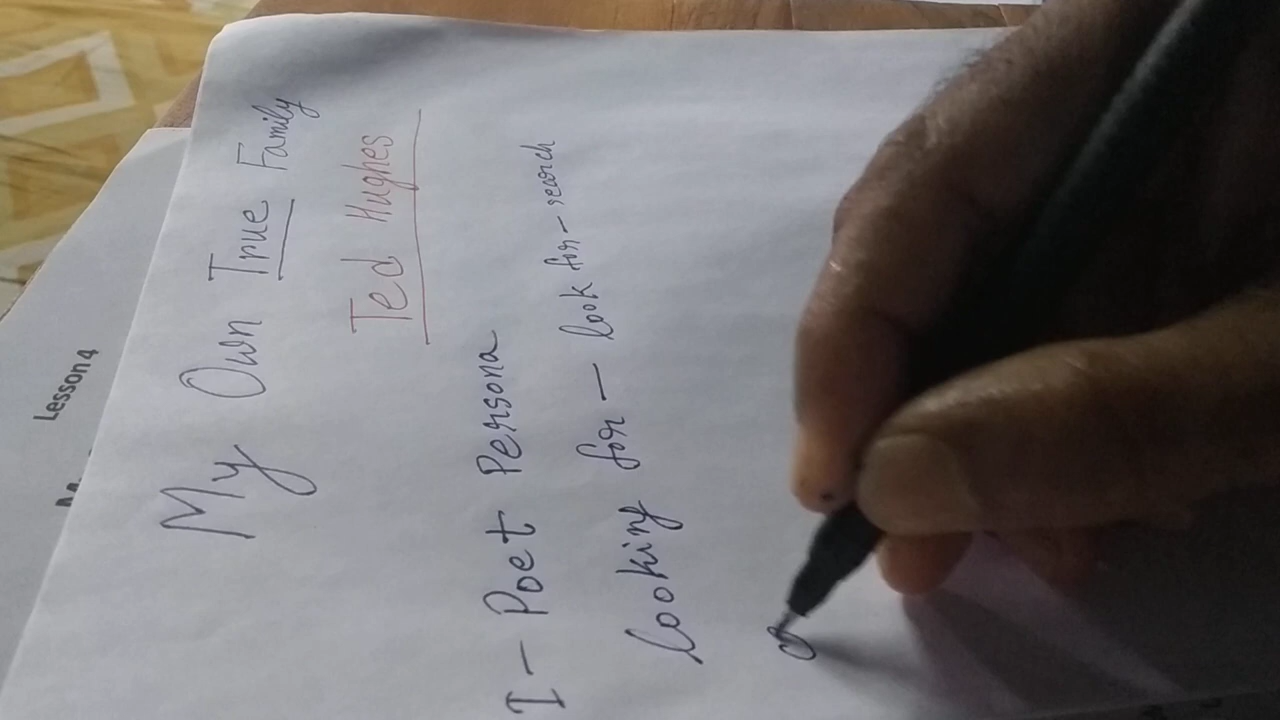 Lesson 4
My Own True Family
Ted Hughes
I - Poet Persona
looking for - look for - search